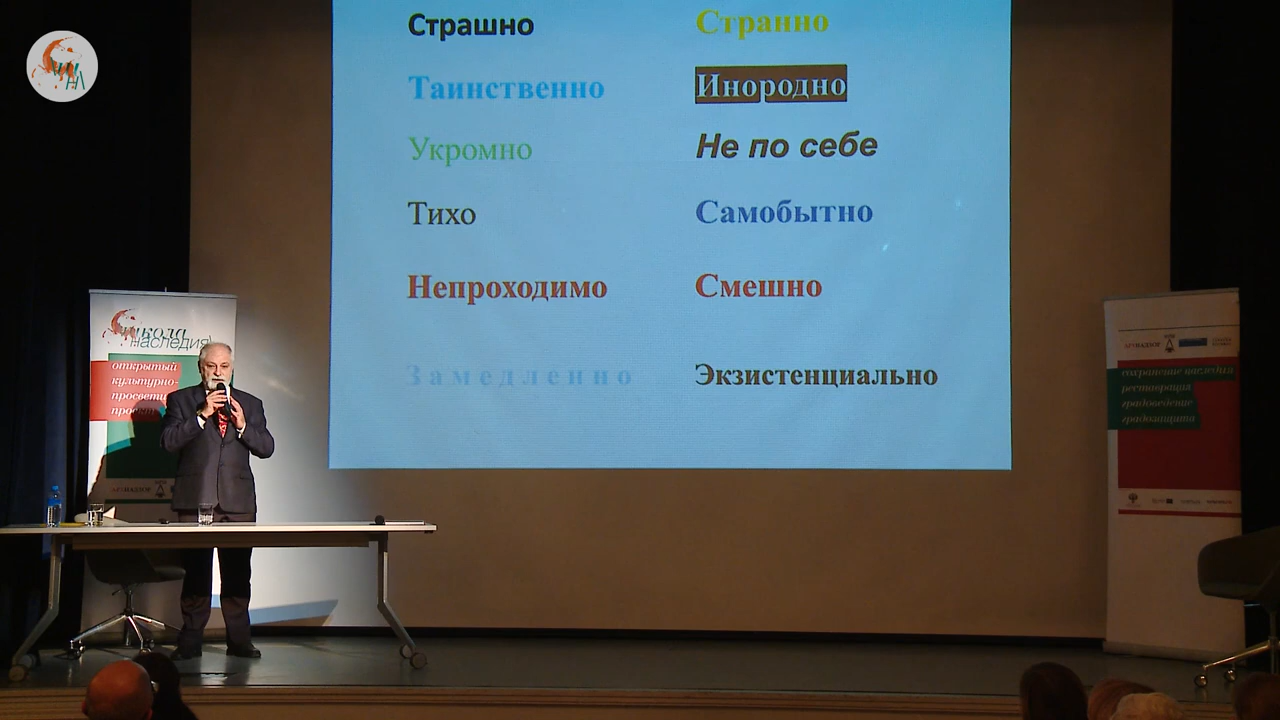 Страшно
Странно
Таинственно
Инородно
Укромно
Не по себе
Тихо
Самобытно
Непроходимо
Смешно
Замедленно
Экзистенциально
школа
наследия
открытый
культурно-
сохранение наследия
реставрация
градоведение
градозащита